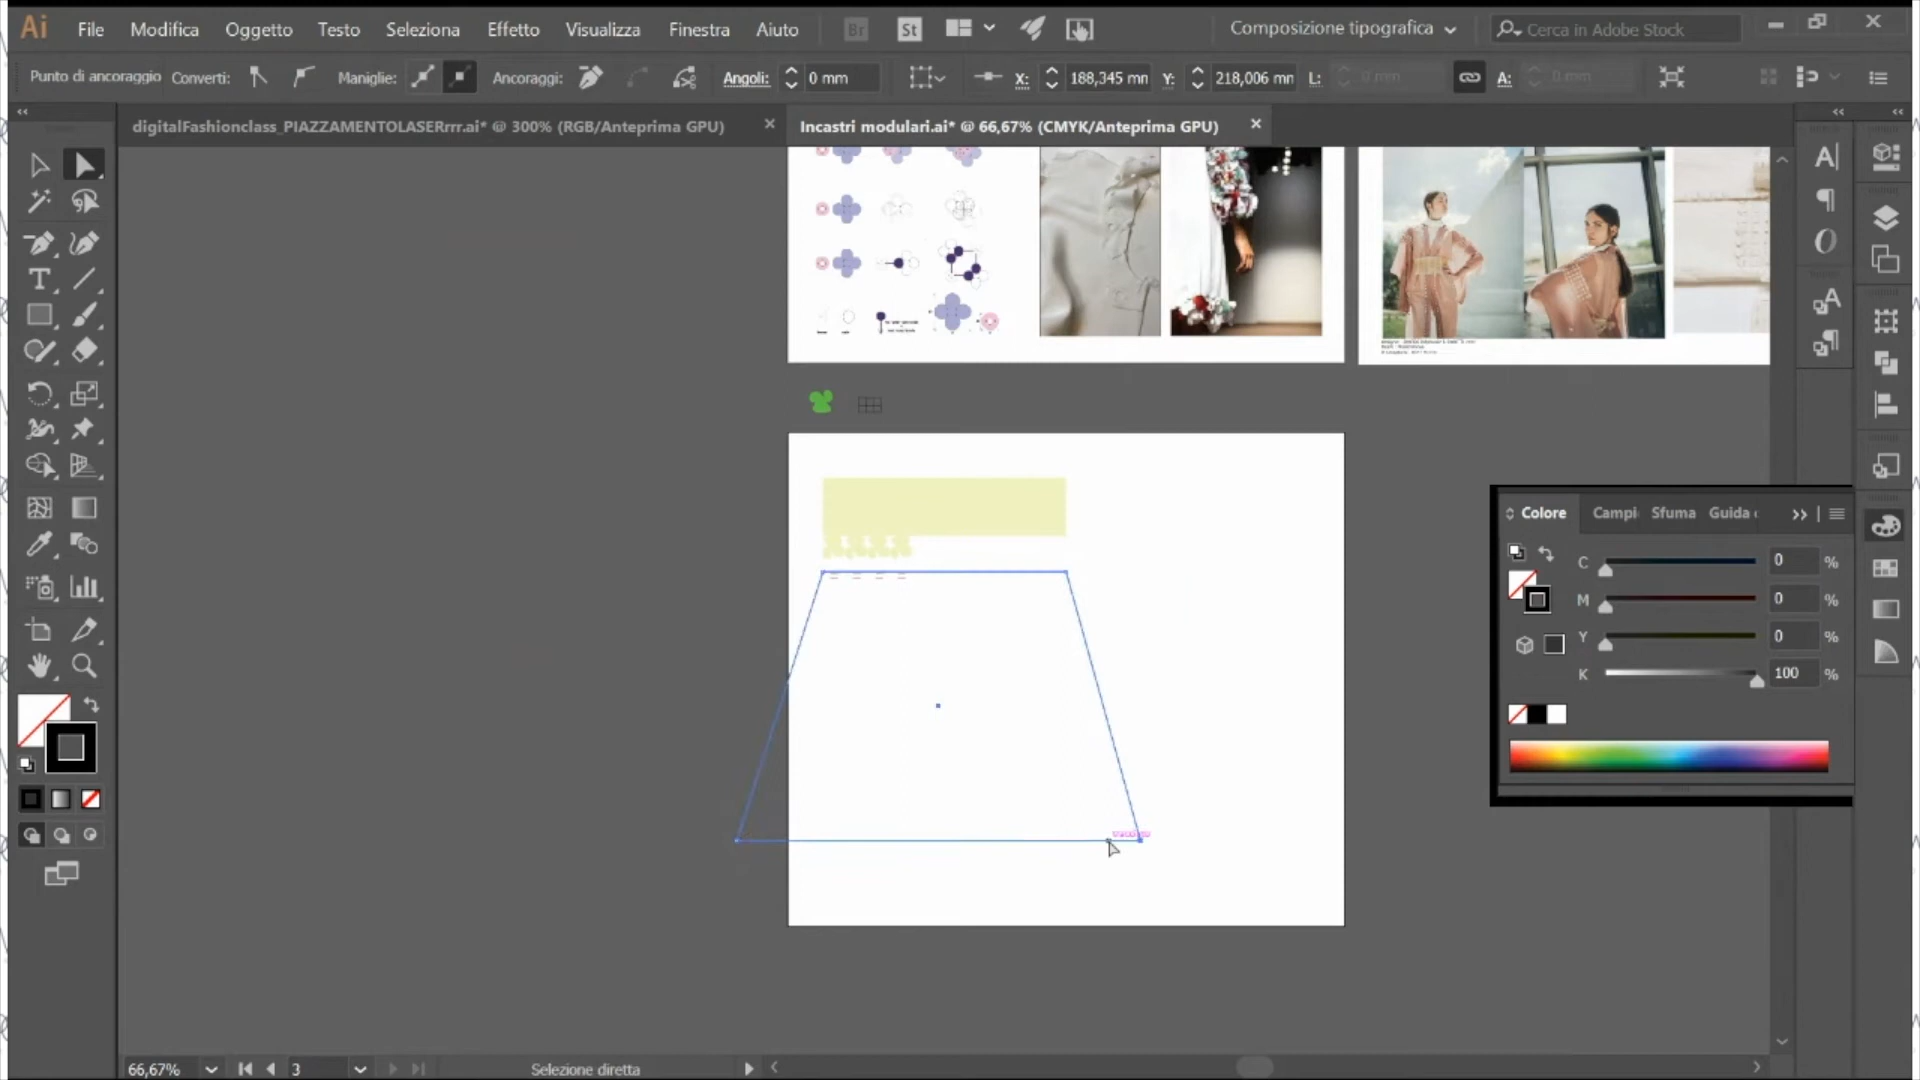 Ai File Modifica Oggetto Testo Seleziona Effetto Visualizza Finestra Aiuto Br St Composizione tipografica Cerca in Adobe Stock
Punto di ancoraggio Converti: Maniglie: Ancoraggi: Angoli: 0 mm X: 188,345 mm Y: 218,006 mm L: 0 mm A: 0 mm
digitalFashionclass_PIAZZAMENTOLASERrrr.ai* @ 300% (RGB/Anteprima GPU) Incastri modulari.ai* @ 66,67% (CMYK/Anteprima GPU)
Colore Campi Sfuma Guida c
C 0 %
M 0 %
Y 0 %
K 100 %
66,67% 3 Selezione diretta